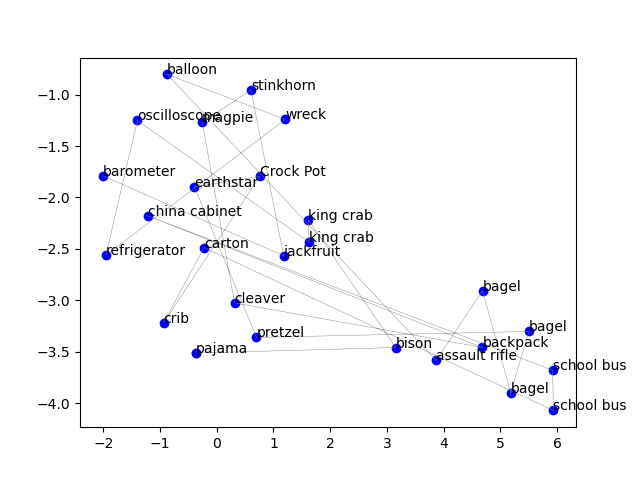 balloon
stinkhorn
oscilloscope
magpie
wreck
barometer
Crock Pot
earthstar
china cabinet
king crab
king crab
refrigerator
carton
jackfruit
bagel
cleaver
crib
pretzel
bagel
pajama
bison
backpack
assault rifle
school bus
bagel
school bus
−1.0
−1.5
−2.0
−2.5
−3.0
−3.5
−4.0
−2 −1 0 1 2 3 4 5 6